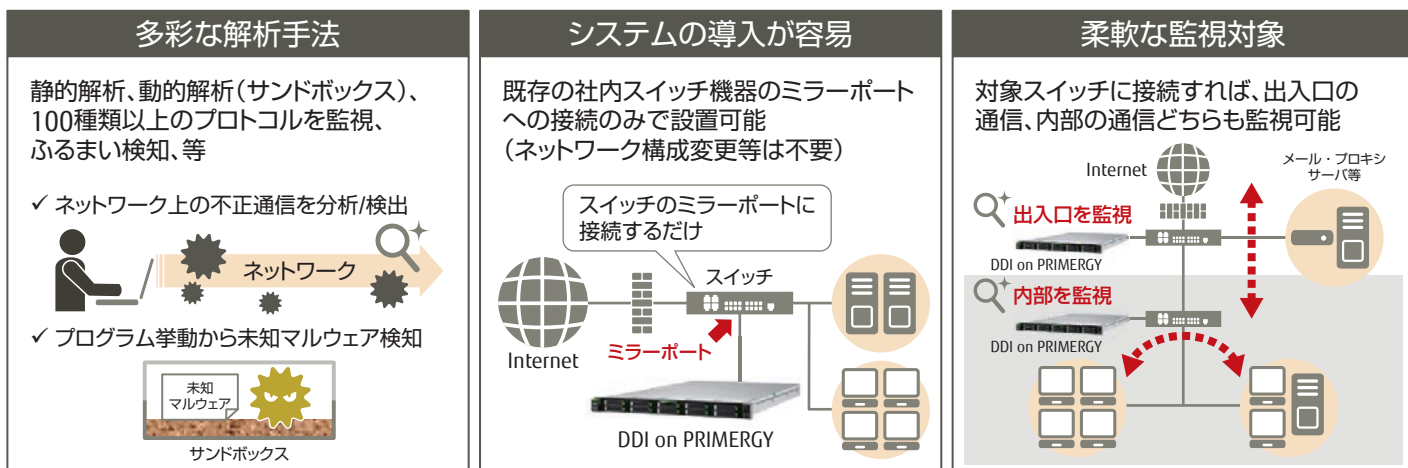 多彩な解析手法
静的解析、動的解析（サンドボックス）、
100種類以上のプロトコルを監視、
ふるまい検知、等
✓ ネットワーク上の不正通信を分析/検出
ネットワーク
✓ プログラム挙動から未知マルウェア検知
未知
マルウェア
サンドボックス
システムの導入が容易
既存の社内スイッチ機器のミラーポート
への接続のみで設置可能
（ネットワーク構成変更等は不要）
スイッチのミラーポートに
接続するだけ
スイッチ
Internet
ミラーポート
DDI on PRIMERGY
柔軟な監視対象
対象スイッチに接続すれば、出入口の
通信、内部の通信どちらも監視可能
Internet
メール・プロキシ
サーバ等
出入口を監視
DDI on PRIMERGY
内部を監視
DDI on PRIMERGY